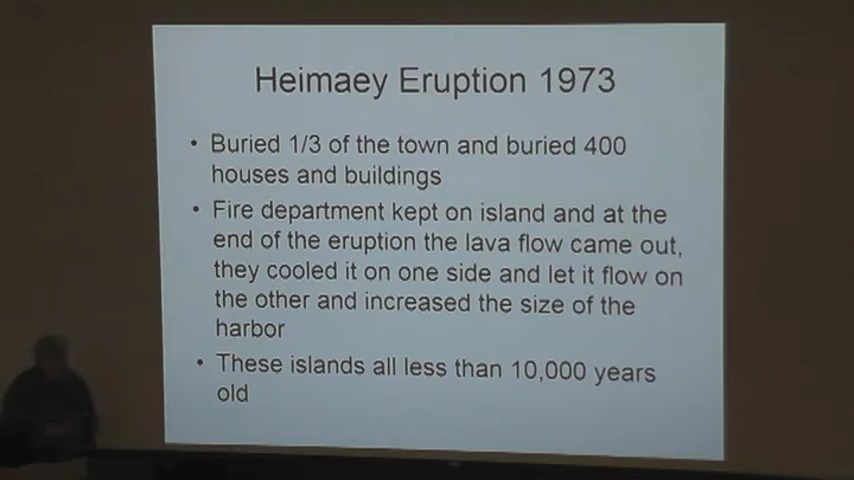 Heimaey Eruption 1973
• Buried 1/3 of the town and buried 400
houses and buildings
• Fire department kept on island and at the
end of the eruption the lava flow came out,
they cooled it on one side and let it flow on
the other and increased the size of the
harbor
• These islands all less than 10,000 years
old